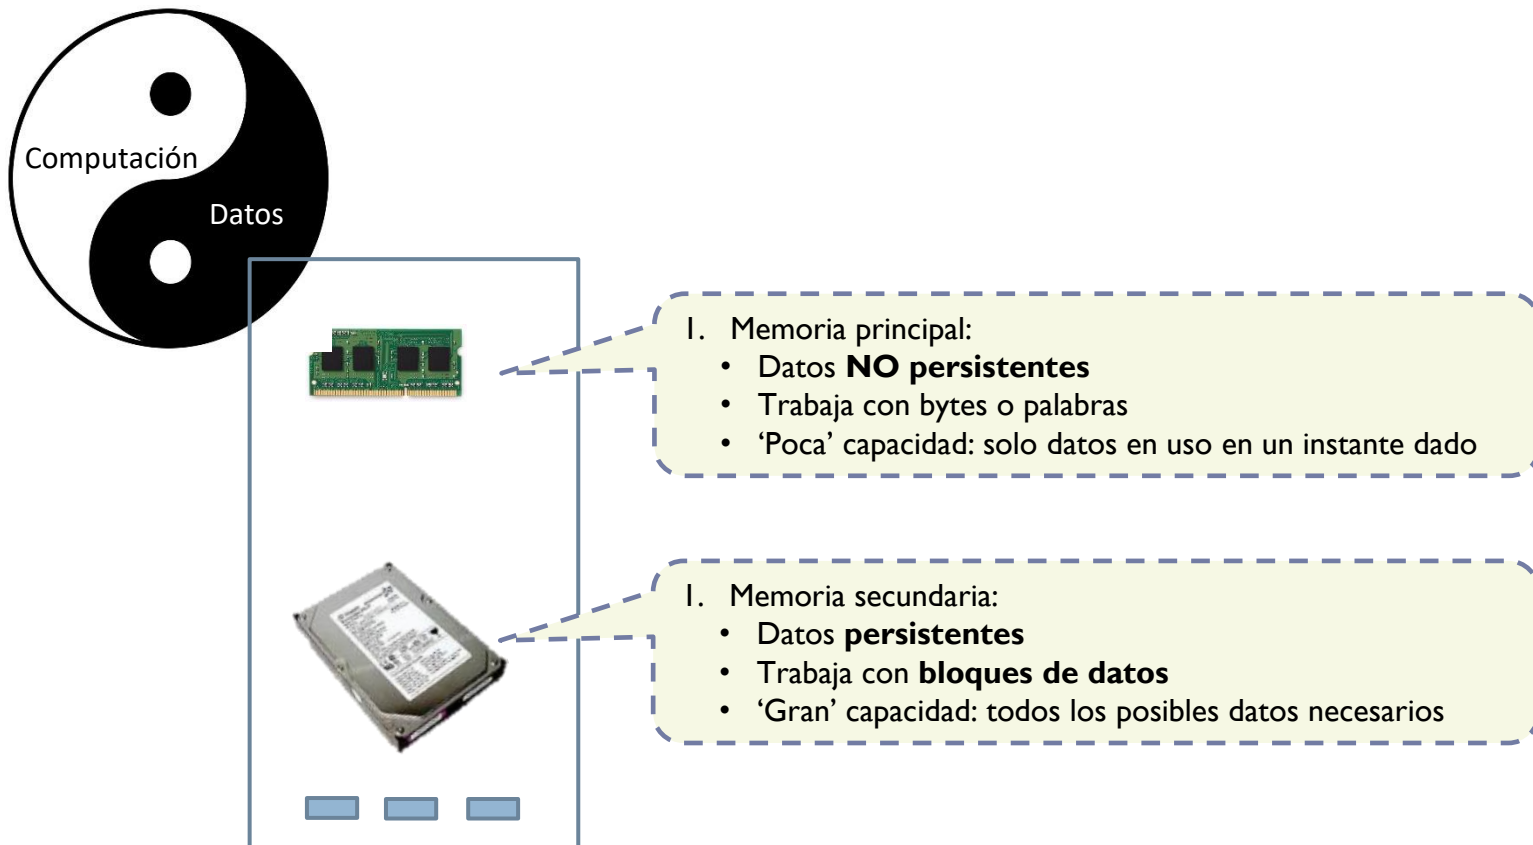 Computación
Datos
1. Memoria principal:
• Datos NO persistentes
• Trabaja con bytes o palabras
• ‘Poca’ capacidad: solo datos en uso en un instante dado
1. Memoria secundaria:
• Datos persistentes
• Trabaja con bloques de datos
• ‘Gran’ capacidad: todos los posibles datos necesarios